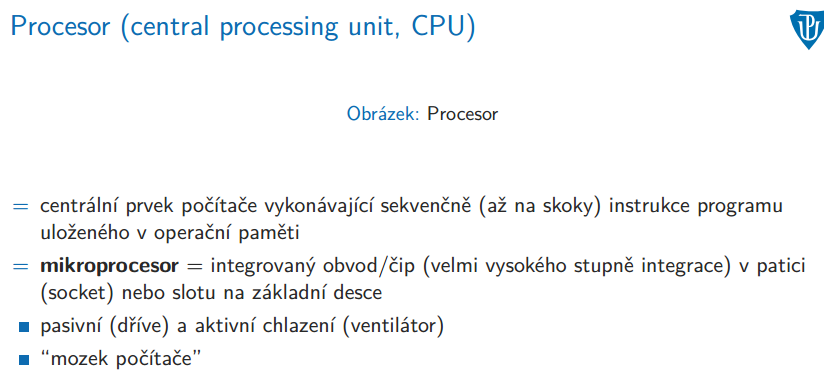 Procesor (central processing unit, CPU)
Obrázek: Procesor
= centrální prvek počítače vykonávající sekvenčně (až na skoky) instrukce programu
uloženého v operační paměti
= mikroprocesor = integrovaný obvod/čip (velmi vysokého stupně integrace) v patici
(socket) nebo slotu na základní desce
■ pasivní (dříve) a aktivní chlazení (ventilátor)
■ “mozek počítače”